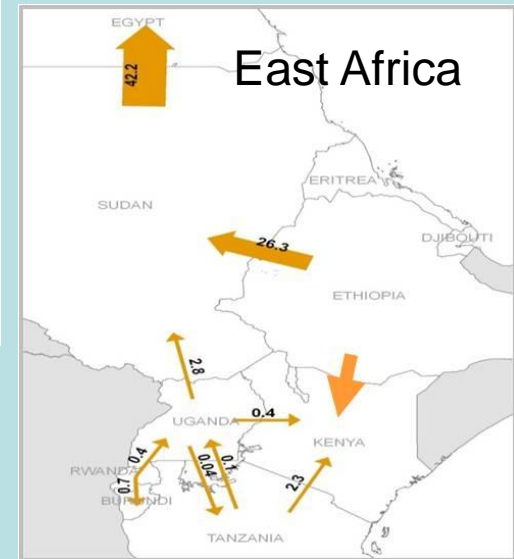 EGYPT
42.2
East Africa
ERITREA
SUDAN
DJIBOUTI
26.3
ETHIOPIA
2.8
0.4
UGANDA
KENYA
0.4
0.04
0.1
RWANDA
2.3
0.7
BURUNDI
TANZANIA